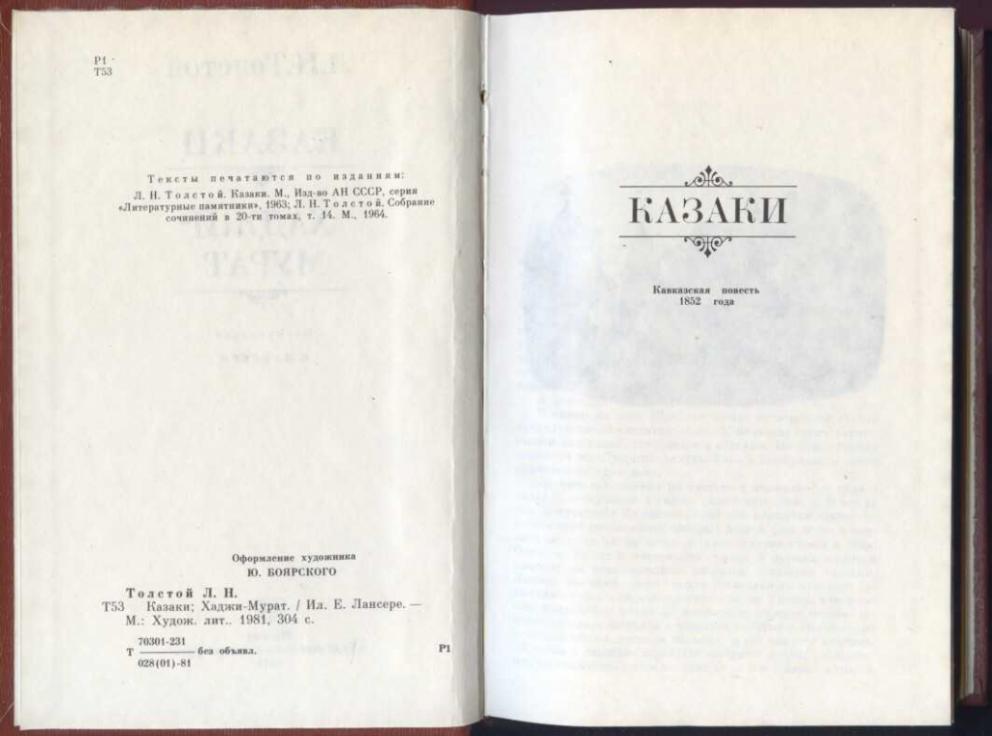 Р1
Т53
Тексты печатаются по изданиям:
Л. Н. Толстой. Казаки. М., Изд-во АН СССР, серия
«Литературные памятники», 1963; Л. Н. Толстой. Собрание
сочинений в 20-ти томах, т. 14. М., 1964.
Оформление художника
Ю. БОЯРСКОГО
Толстой Л. Н.
Т53 Казаки; Хаджи-Мурат. / Ил. Е. Лансере. —
М.: Худож. лит.. 1981, 304 с.
70301-231
Т ——— без объявл.
028(01)-81
Р1
КАЗАКИ
Кавказская повесть
1852 года